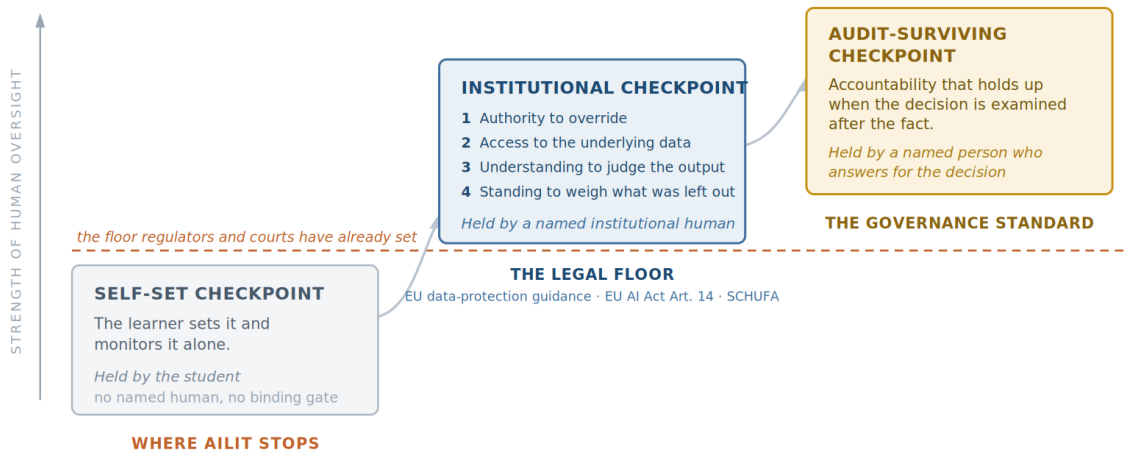 STRENGTH OF HUMAN OVERSIGHT
AUDIT-SURVIVING
CHECKPOINT
Accountability that holds up
when the decision is examined
after the fact.
Held by a named person who
answers for the decision
THE GOVERNANCE STANDARD
INSTITUTIONAL CHECKPOINT
1 Authority to override
2 Access to the underlying data
3 Understanding to judge the output
4 Standing to weigh what was left out
Held by a named institutional human
the floor regulators and courts have already set
THE LEGAL FLOOR
EU data-protection guidance · EU AI Act Art. 14 · SCHUFA
SELF-SET CHECKPOINT
The learner sets it and
monitors it alone.
Held by the student
no named human, no binding gate
WHERE AILIT STOPS